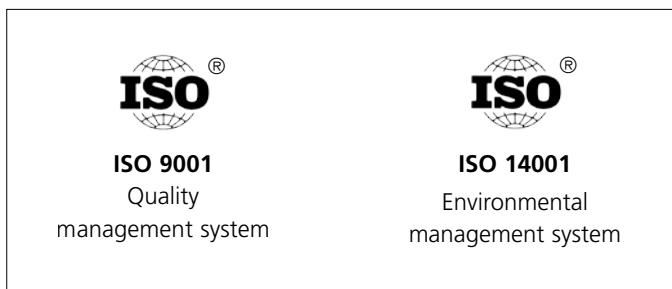 ISO®
ISO 9001
Quality
management system
ISO®
ISO 14001
Environmental
management system